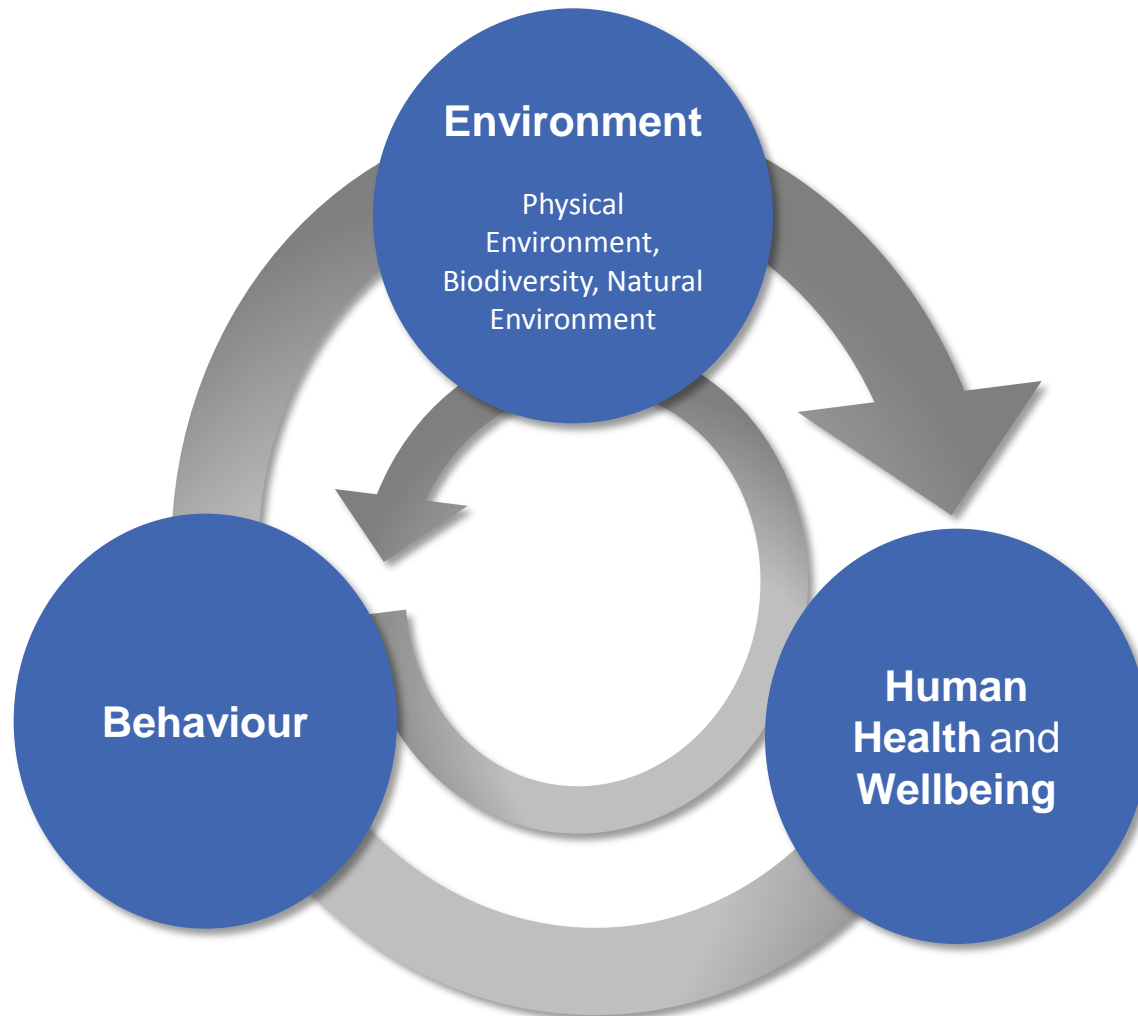 Environment
Physical
Environment,
Biodiversity, Natural
Environment
Behaviour
Human
Health and
Wellbeing